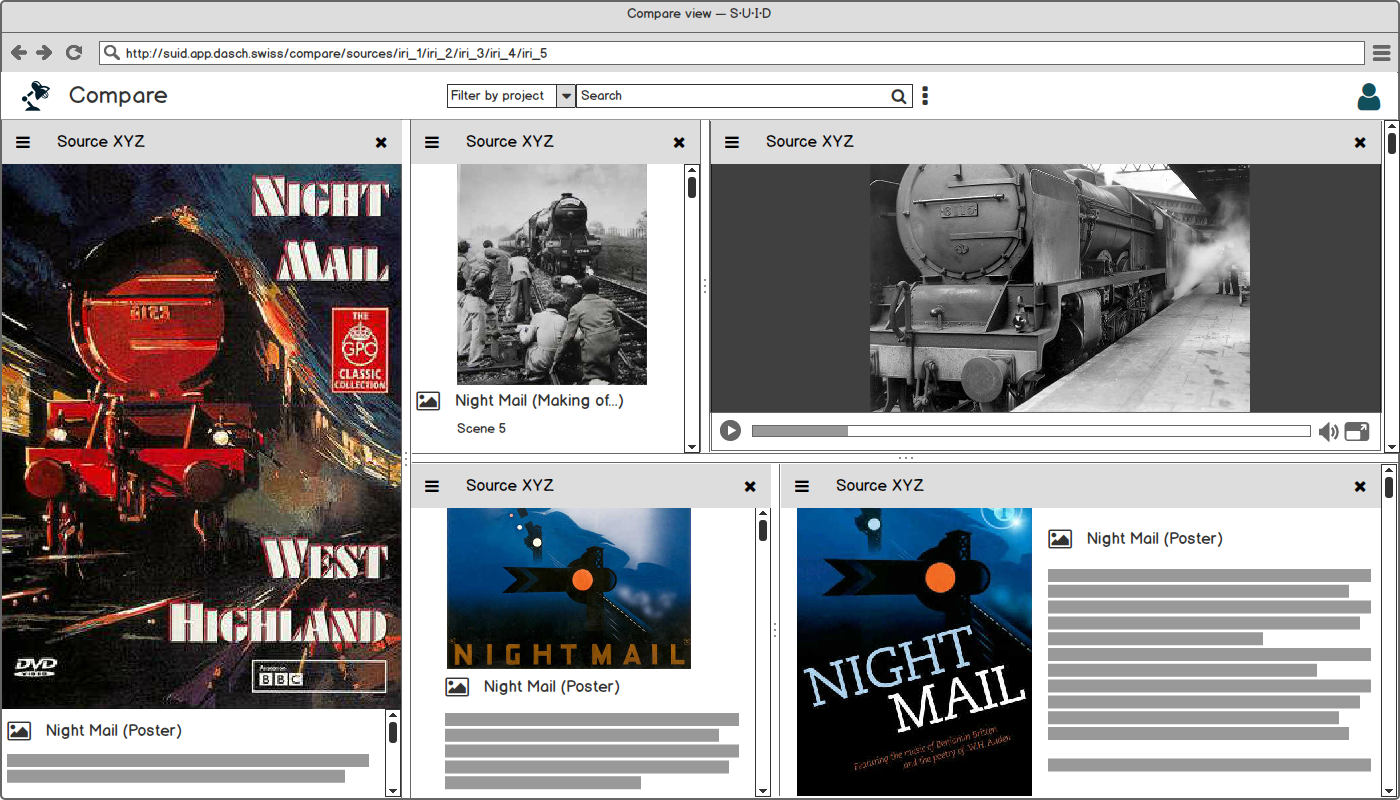 Compare view — S·U·I·D
http://suid.app.dasch.swiss/compare/sources/iri_1/iri_2/iri_3/iri_4/iri_5
Compare
Filter by project
Search
Source XYZ
NIGHT
MAIL
THE
GPO
CLASSIC
COLLECTION
WEST
HIGHLAND
DVD
VIDEO
BBC
Night Mail (Poster)
Source XYZ
Night Mail (Making of...)
Scene 5
Source XYZ
Source XYZ
NIGHT MAIL
Night Mail (Poster)
Source XYZ
NIGHT
MAIL
Featuring the music of Benjamin Britten
and the poetry of W.H. Auden
Night Mail (Poster)